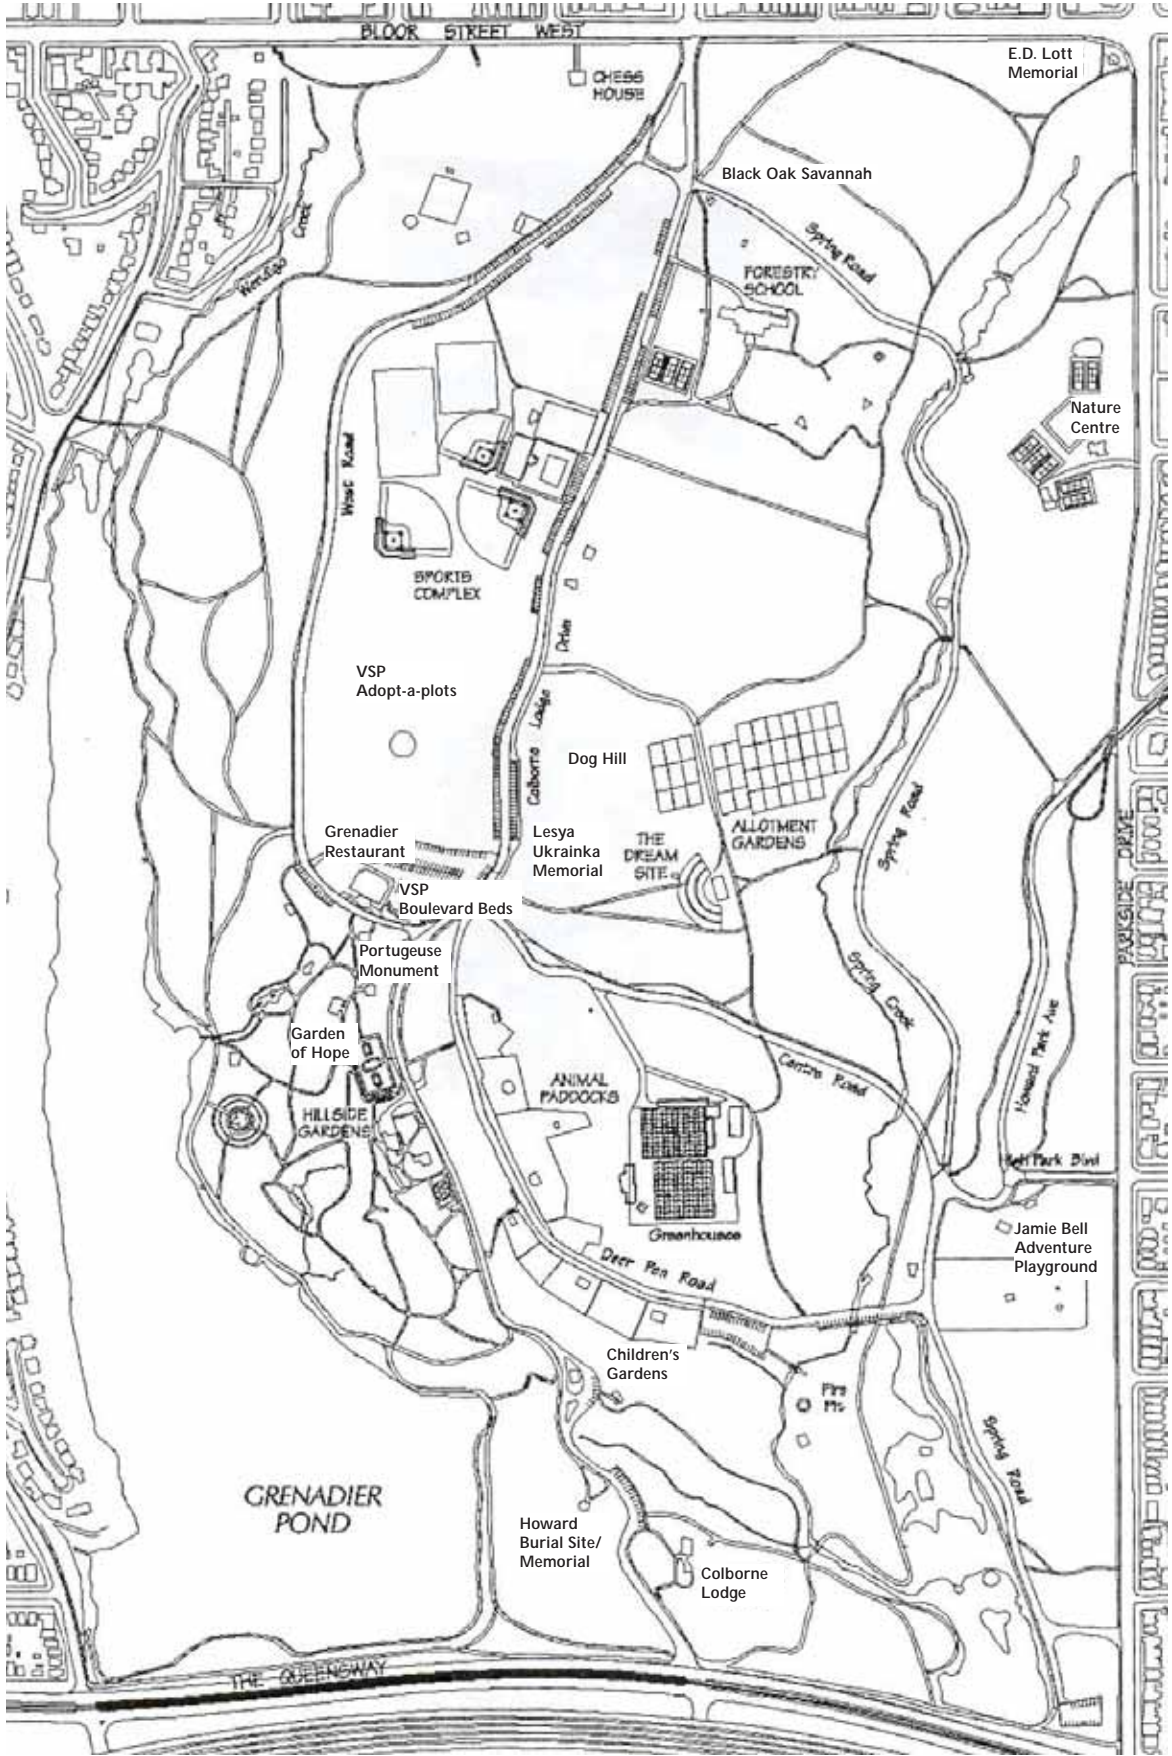 BLOOR STREET WEST
E.D. Lott
Memorial
CHESS
HOUSE
Black Oak Savannah
Wendigo
Creek
Spring Road
FORESTRY
SCHOOL
Nature
Centre
West Road
SPORTS
COMPLEX
VSP
Adopt-a-plots
Colborne Lodge Drive
Dog Hill
Grenadier
Restaurant
Lesya
Ukrainka
Memorial
THE
DREAM
SITE
ALLOTMENT
GARDENS
Spring Road
PARKSIDE DRIVE
VSP
Boulevard Beds
Portugeuse
Monument
Spring Creek
Garden
of Hope
Centre Road
Howard Park Ave
ANIMAL
PADDOCKS
HILLSIDE
GARDENS
High Park Blvd
Greenhouses
Jamie Bell
Adventure
Playground
Deer Pen Road
Children's
Gardens
Fire
Pit
Spring Road
GRENADIER
POND
Howard
Burial Site/
Memorial
Colborne
Lodge
THE QUEENSWAY